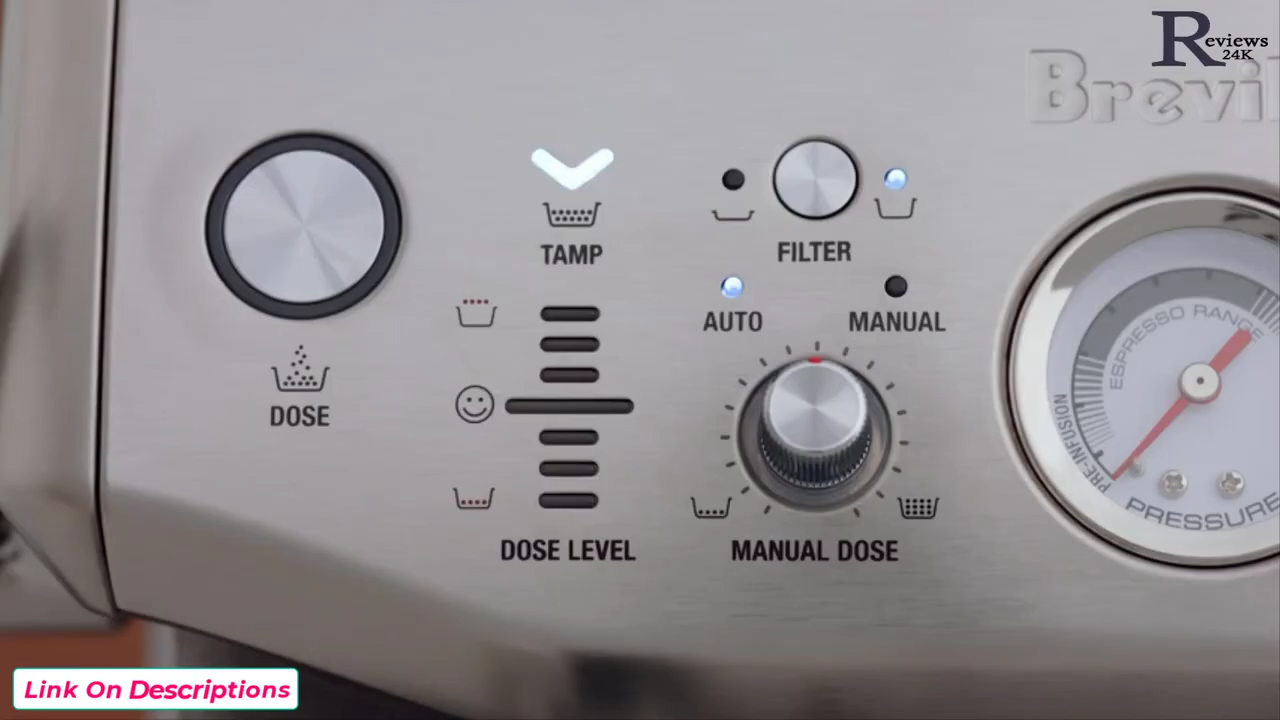 Reviews
24K
Brevil
TAMP
FILTER
AUTO
MANUAL
ESPRESSO RANGE
PRE-INFUSION
DOSE
PRESSURE
DOSE LEVEL
MANUAL DOSE
Link On Descriptions